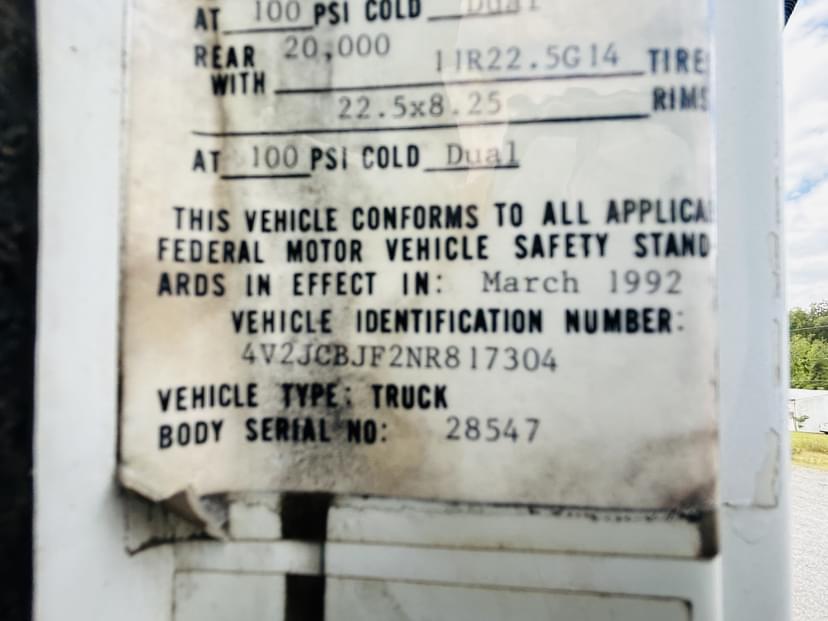 AT 100 PSI COLD Dual
REAR 20,000 11R22.5G14 TIRE
WITH 22.5x8.25 RIMS
AT 100 PSI COLD Dual
THIS VEHICLE CONFORMS TO ALL APPLICA
FEDERAL MOTOR VEHICLE SAFETY STAND
ARDS IN EFFECT IN: March 1992
VEHICLE IDENTIFICATION NUMBER:
4V2JCBJF2NR817304
VEHICLE TYPE: TRUCK
BODY SERIAL NO: 28547